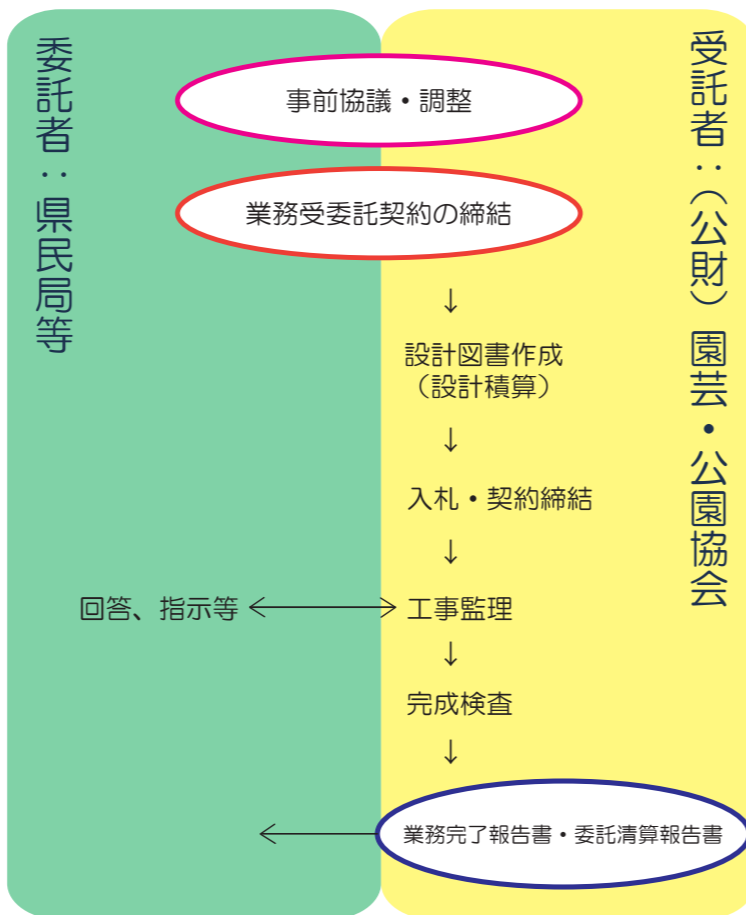 委託者：県民局等
受託者：（公財）園芸・公園協会
事前協議・調整
業務受委託契約の締結
↓
設計図書作成
（設計積算）
↓
入札・契約締結
↓
回答、指示等 ↔ 工事監理
↓
完成検査
↓
← 業務完了報告書・委託清算報告書